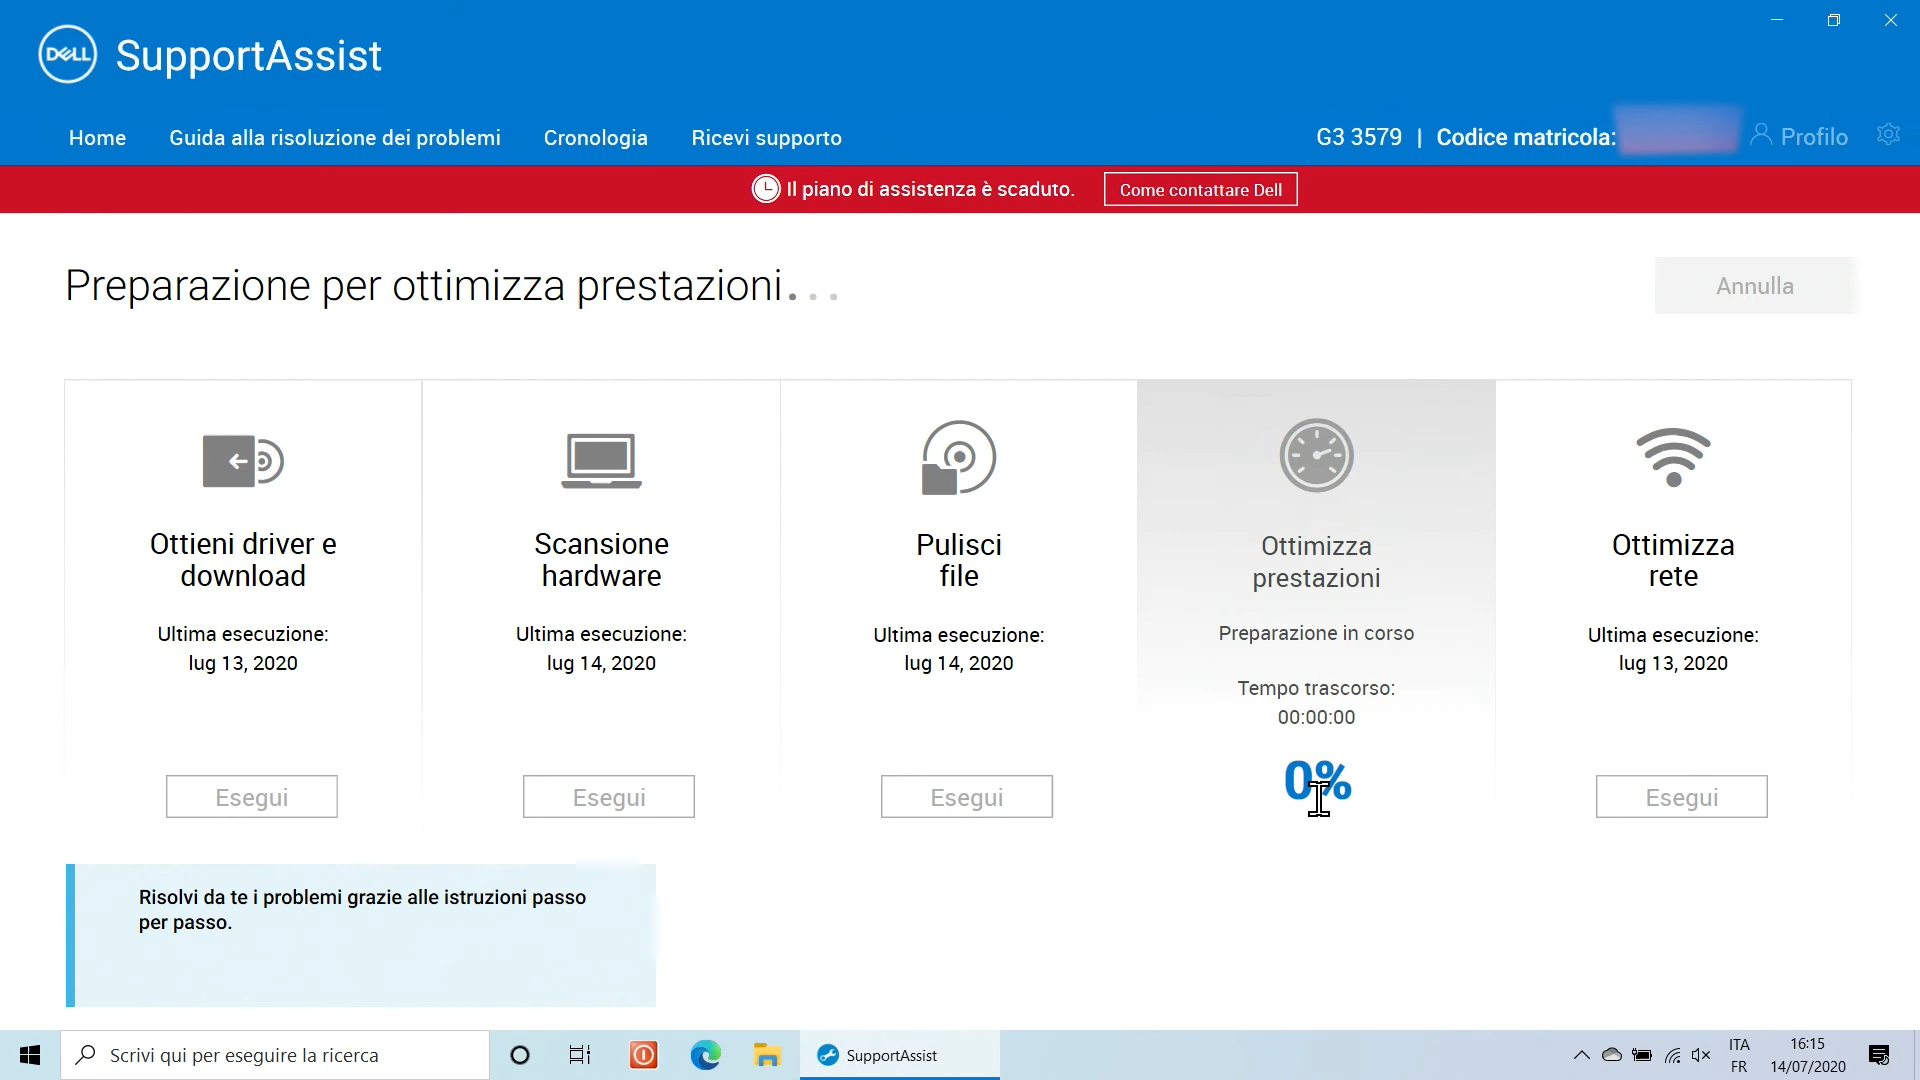 DELL SupportAssist
Home Guida alla risoluzione dei problemi Cronologia Ricevi supporto G3 3579 | Codice matricola: Profilo
Il piano di assistenza è scaduto. Come contattare Dell
Preparazione per ottimizza prestazioni...
Annulla
Ottieni driver e
download
Ultima esecuzione:
lug 13, 2020
Esegui
Scansione
hardware
Ultima esecuzione:
lug 14, 2020
Esegui
Pulisci
file
Ultima esecuzione:
lug 14, 2020
Esegui
Ottimizza
prestazioni
Preparazione in corso
Tempo trascorso:
00:00:00
0%
Ottimizza
rete
Ultima esecuzione:
lug 13, 2020
Esegui
Risolvi da te i problemi grazie alle istruzioni passo
per passo.
Scrivi qui per eseguire la ricerca
SupportAssist
ITA
FR
16:15
14/07/2020